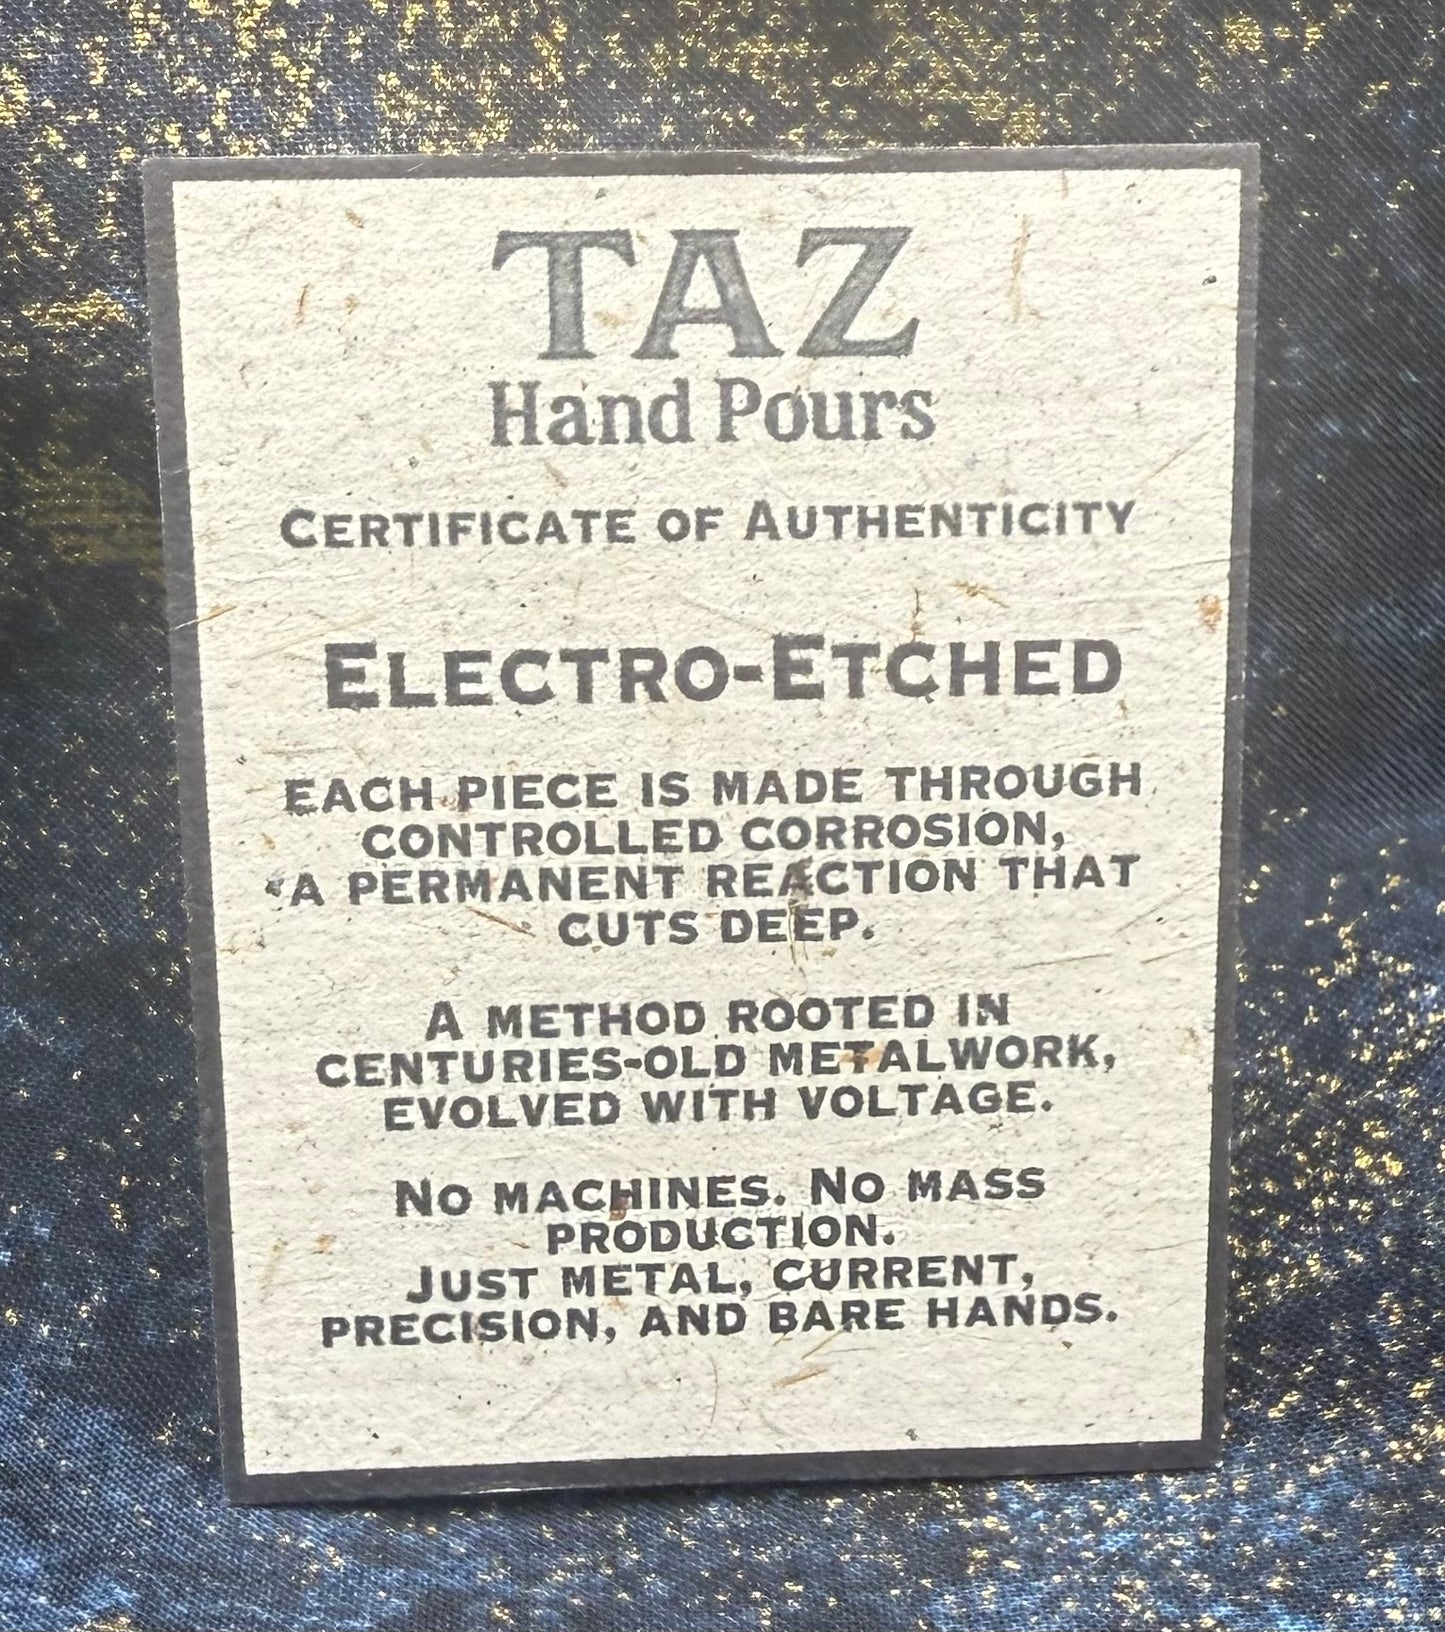 TAZ
Hand Pours
CERTIFICATE OF AUTHENTICITY
ELECTRO-ETCHED
EACH PIECE IS MADE THROUGH
CONTROLLED CORROSION,
A PERMANENT REACTION THAT
CUTS DEEP.
A METHOD ROOTED IN
CENTURIES-OLD METALWORK,
EVOLVED WITH VOLTAGE.
NO MACHINES. NO MASS
PRODUCTION.
JUST METAL, CURRENT,
PRECISION, AND BARE HANDS.